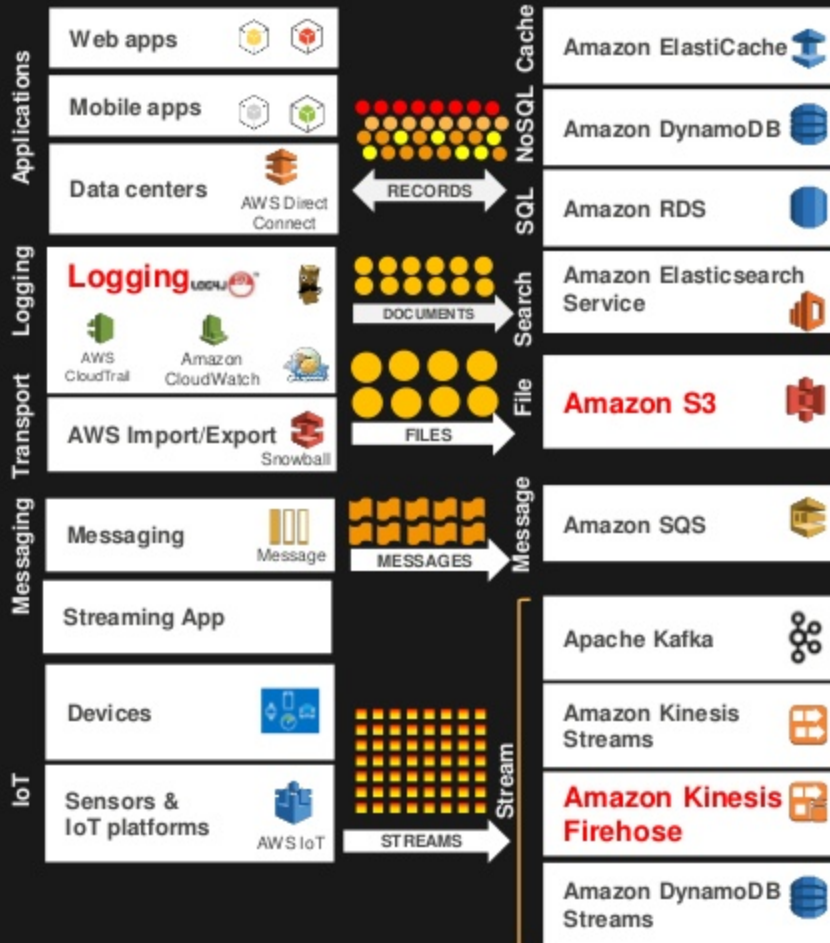 Applications
Web apps
Mobile apps
Data centers
AWS Direct
Connect
RECORDS
Cache
Amazon ElastiCache
NoSQL
Amazon DynamoDB
SQL
Amazon RDS
Logging
Logging
LOG4J
AWS
CloudTrail
Amazon
CloudWatch
DOCUMENTS
Search
Amazon Elasticsearch
Service
Transport
AWS Import/Export
Snowball
FILES
File
Amazon S3
Messaging
Messaging
Message
MESSAGES
Message
Amazon SQS
Streaming App
IoT
Devices
Sensors &
IoT platforms
AWS IoT
STREAMS
Stream
Apache Kafka
Amazon Kinesis
Streams
Amazon Kinesis
Firehose
Amazon DynamoDB
Streams